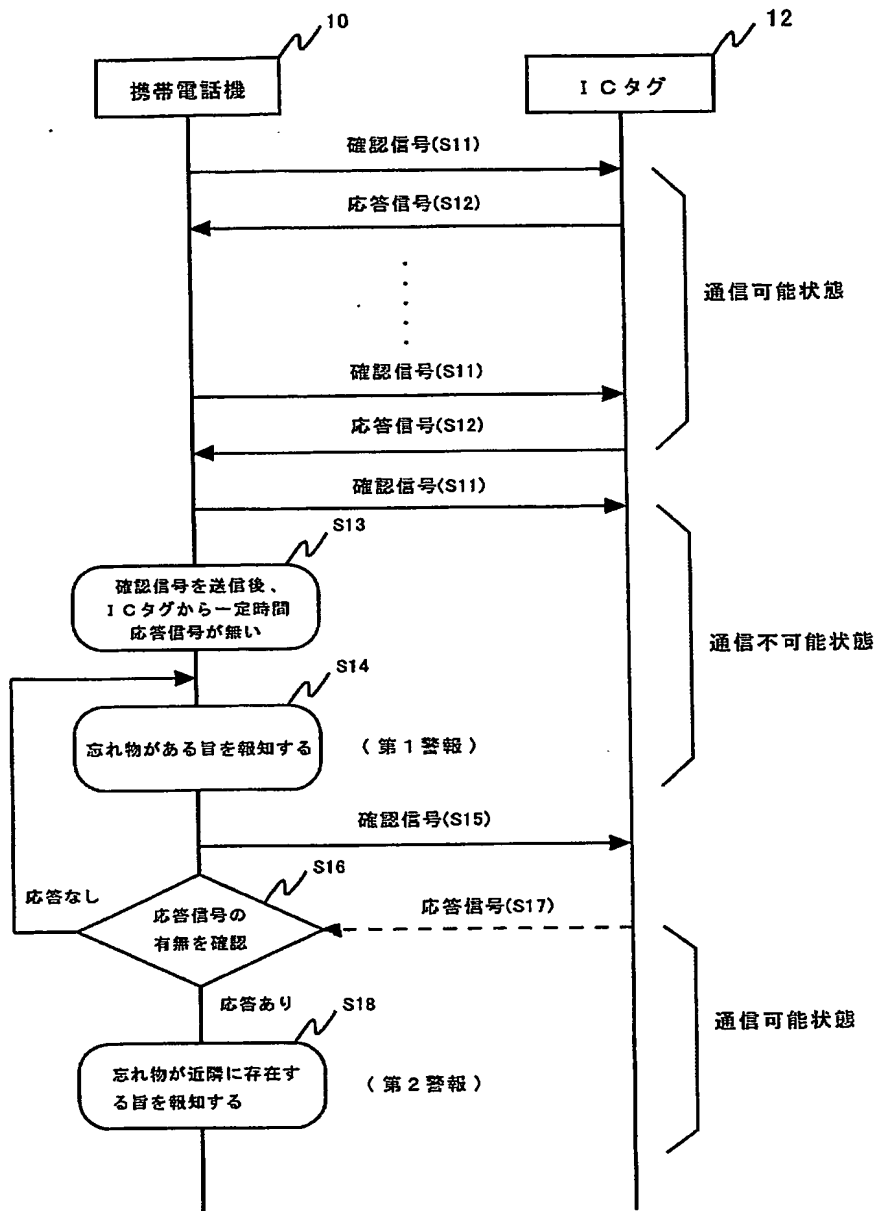 10
12
携帯電話機
ICタグ
確認信号(S11)
応答信号(S12)
通信可能状態
確認信号(S11)
応答信号(S12)
確認信号(S11)
S13
確認信号を送信後、
ICタグから一定時間
応答信号が無い
通信不可能状態
S14
忘れ物がある旨を報知する
(第1警報)
確認信号(S15)
S16
応答なし
応答信号の
有無を確認
応答信号(S17)
応答あり
S18
通信可能状態
忘れ物が近隣に存在す
る旨を報知する
(第2警報)